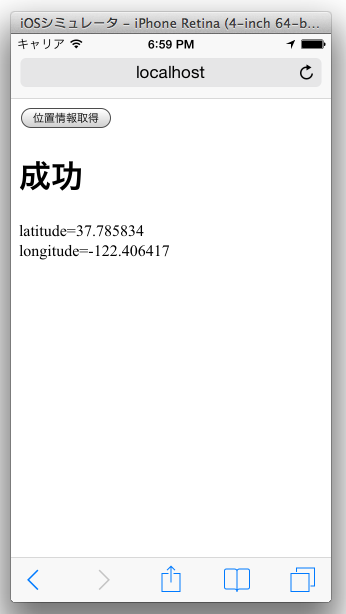 iOSシミュレータ - iPhone Retina (4-inch 64-b...
キャリア 6:59 PM
localhost
位置情報取得
成功
latitude=37.785834
longitude=-122.406417